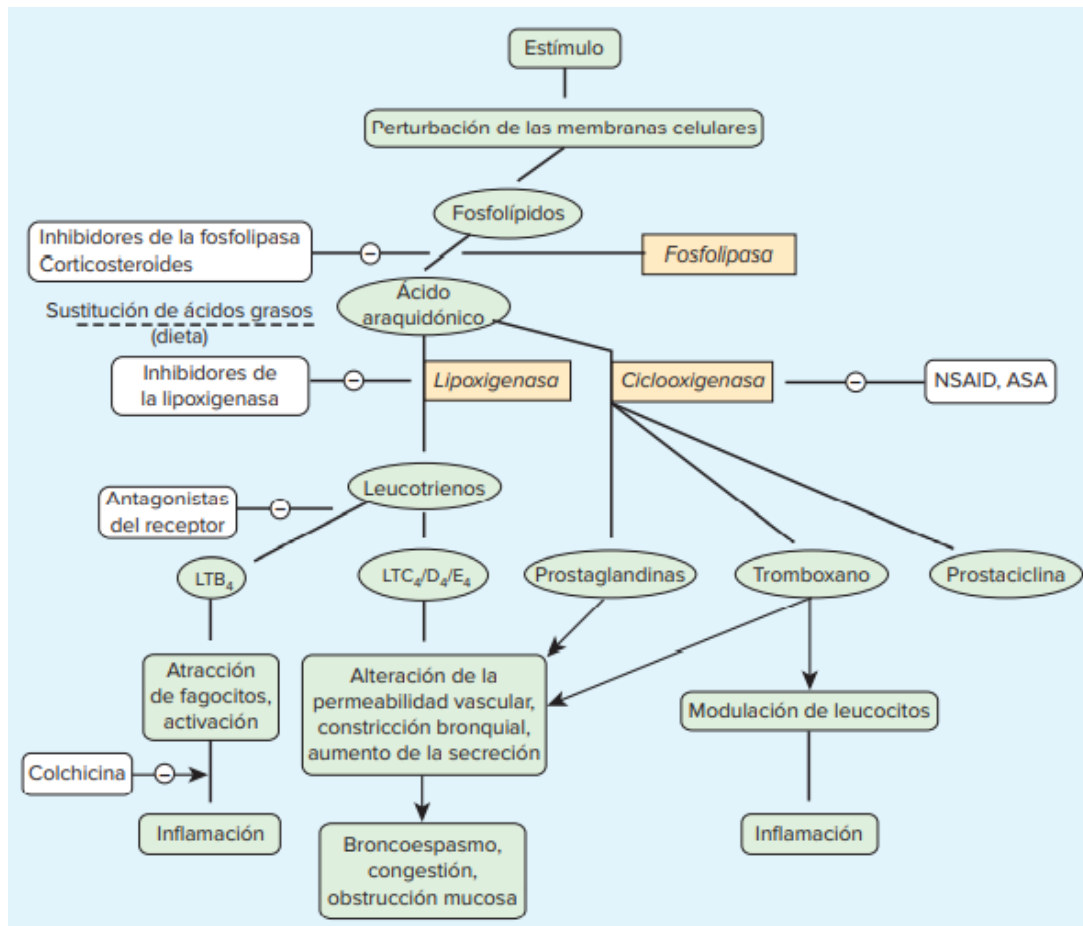 Estímulo
Perturbación de las membranas celulares
Fosfolípidos
Inhibidores de la fosfolipasa
Corticosteroides
Fosfolipasa
Ácido
araquidónico
Sustitución de ácidos grasos
(dieta)
Inhibidores de
la lipoxigenasa
Lipoxigenasa
Ciclooxigenasa
NSAID, ASA
Leucotrienos
Antagonistas
del receptor
LTB₄
LTC₄/D₄/E₄
Prostaglandinas
Tromboxano
Prostaciclina
Atracción
de fagocitos,
activación
Alteración de la
permeabilidad vascular,
constricción bronquial,
aumento de la secreción
Modulación de leucocitos
Colchicina
Inflamación
Broncoespasmo,
congestión,
obstrucción mucosa
Inflamación